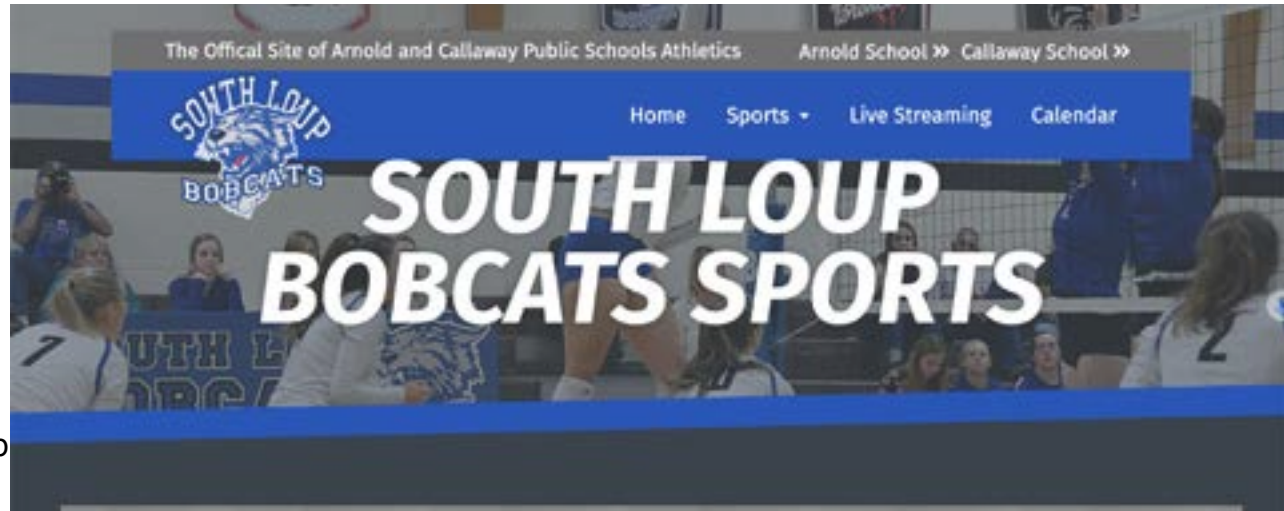 The Offical Site of Arnold and Callaway Public Schools Athletics Arnold School » Callaway School »
SOUTH LOUP
BOBCATS
Home Sports Live Streaming Calendar
SOUTH LOUP
BOBCATS SPORTS
7
2